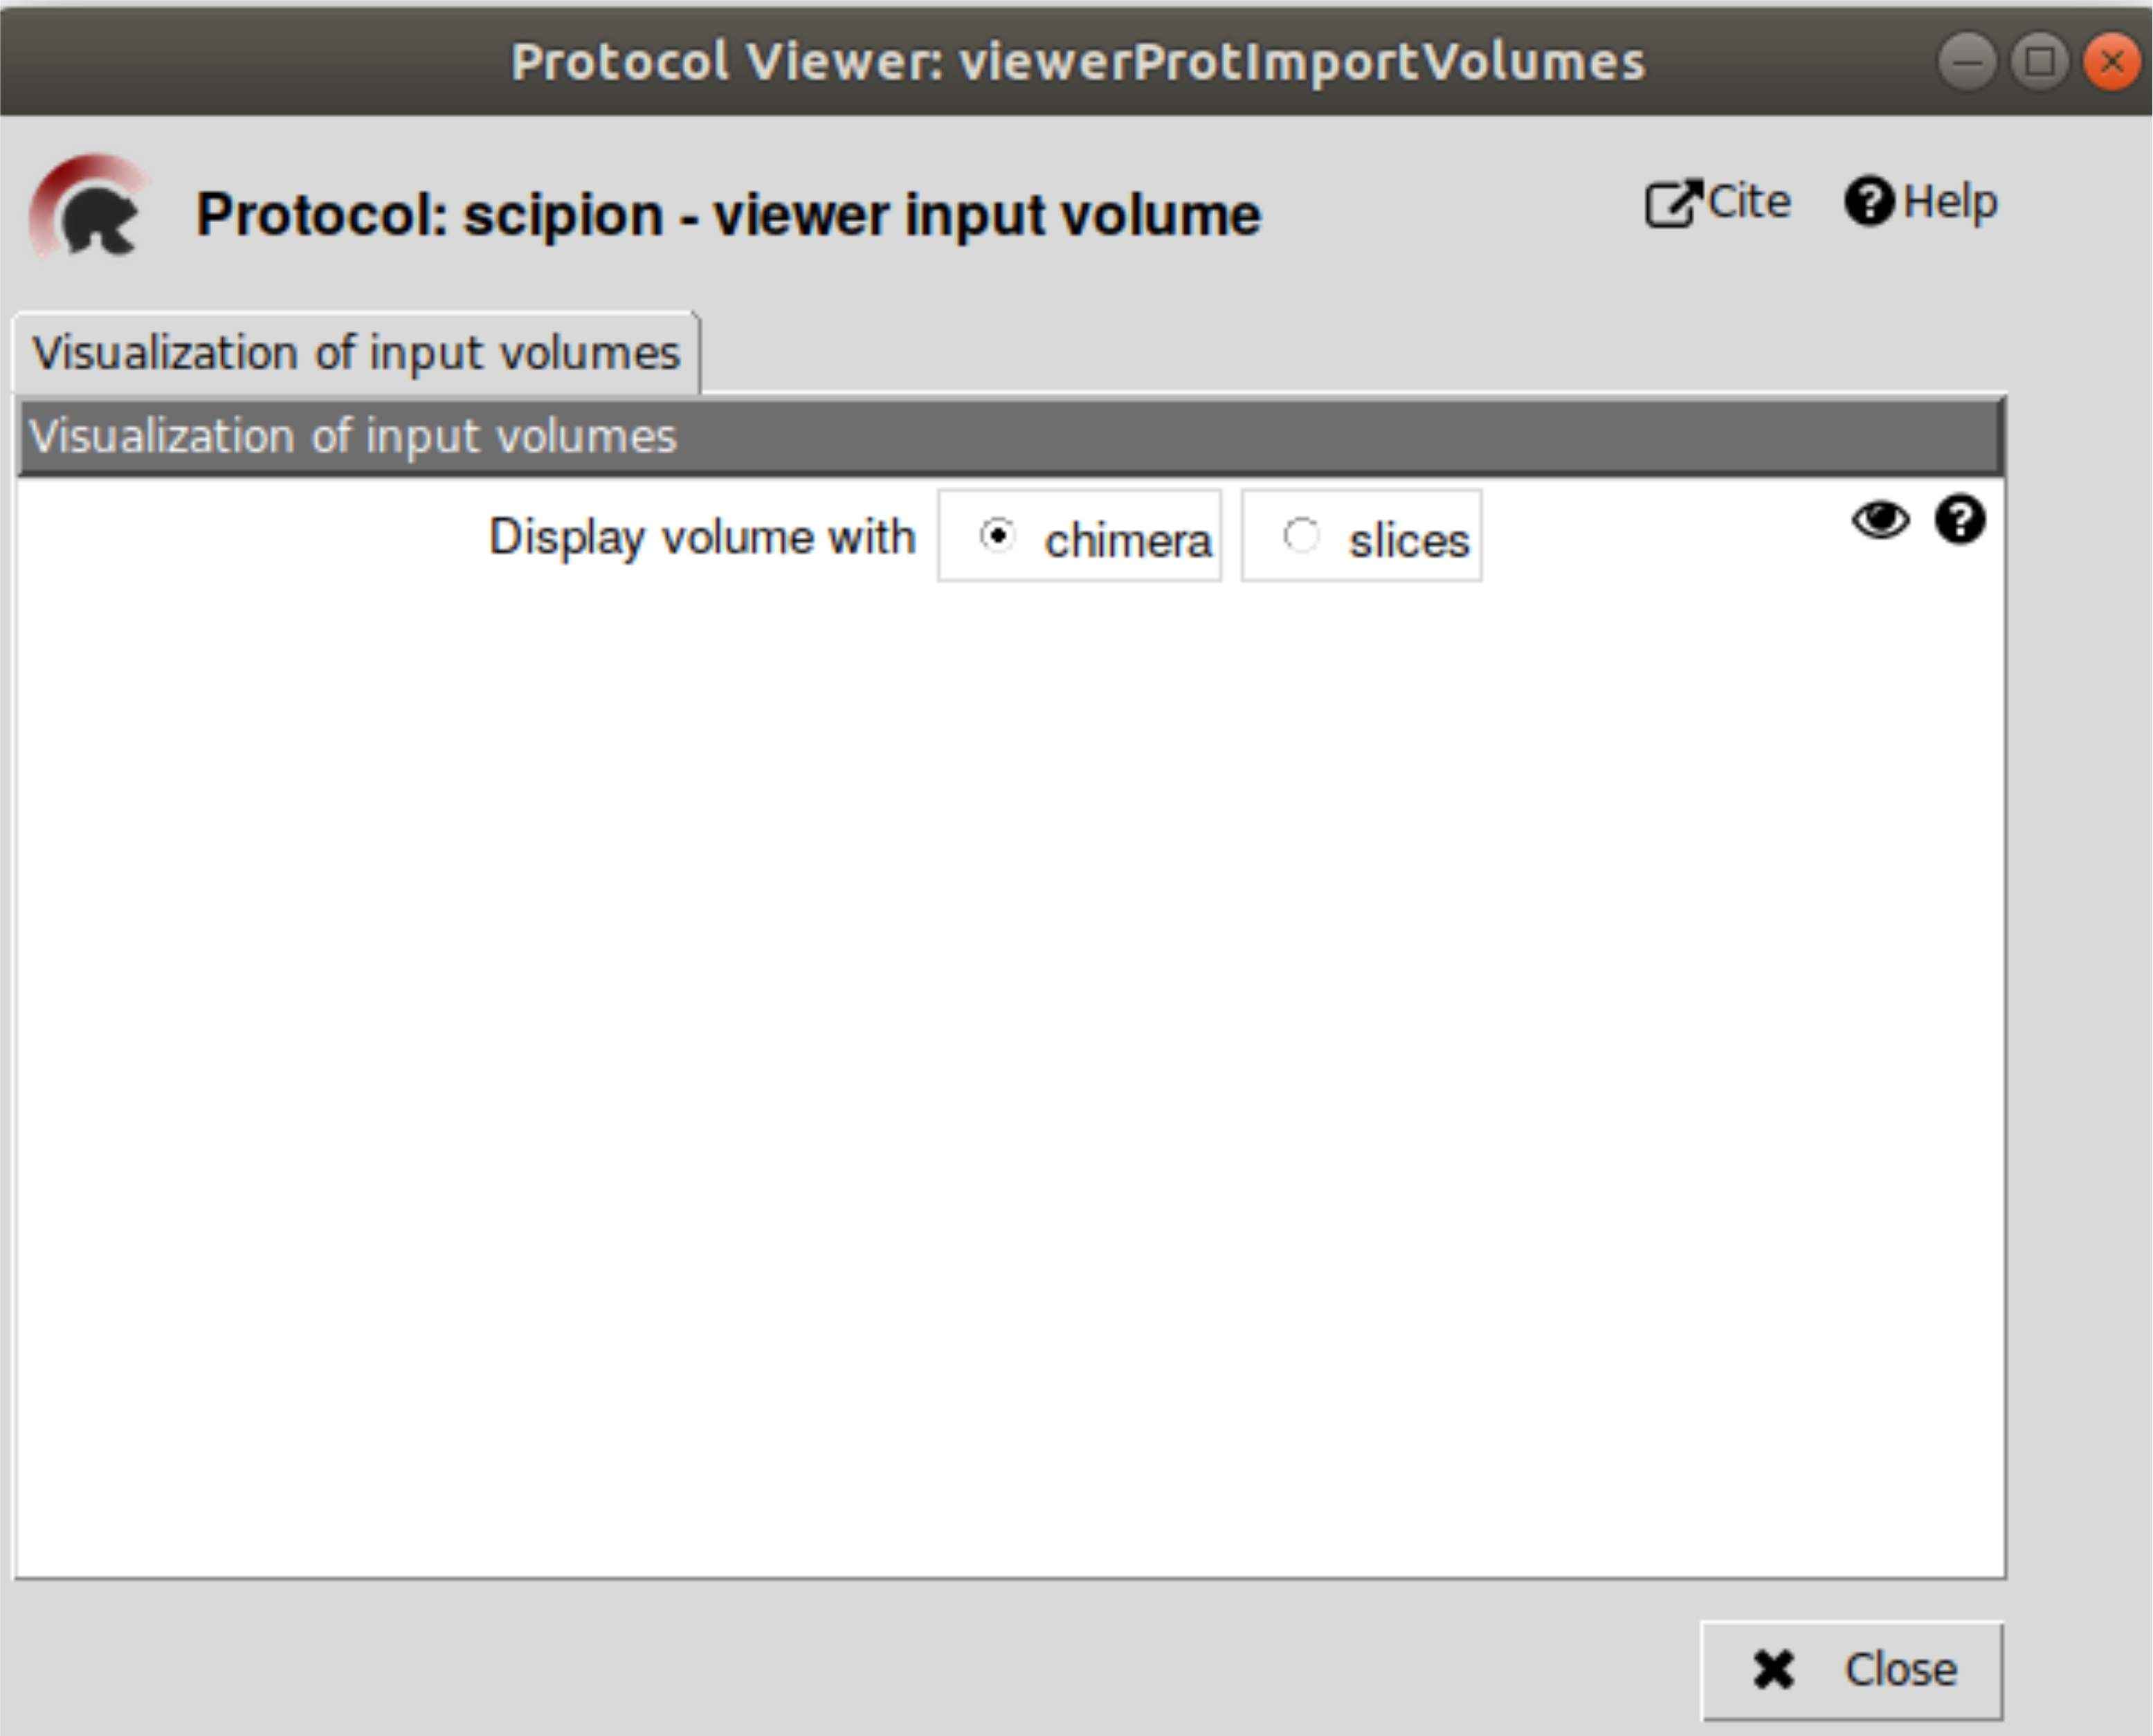 Protocol Viewer: viewerProtImportVolumes
Protocol: scipion - viewer input volume
Cite
Help
Visualization of input volumes
Visualization of input volumes
Display volume with chimera slices
Close